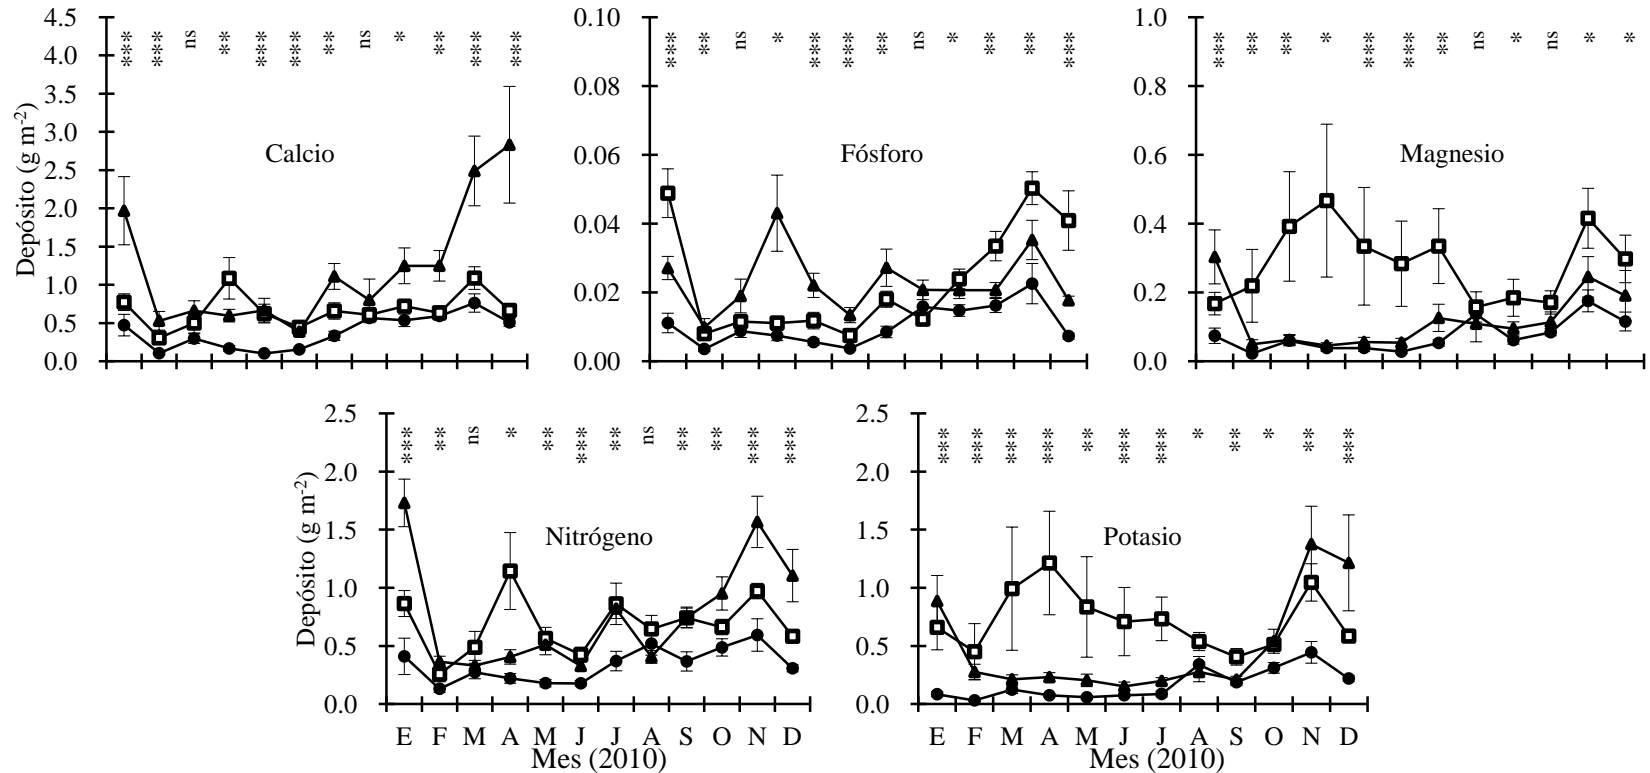 Depósito (g m-2)
4.5
4.0
3.5
3.0
2.5
2.0
1.5
1.0
0.5
0.0
*** *** ns ** *** *** ** ns * ** *** ***
Calcio
0.10
0.08
0.06
0.04
0.02
0.00
*** ** ns * *** *** ** ns * ** ** ***
Fósforo
1.0
0.8
0.6
0.4
0.2
0.0
*** ** ** * *** *** ** ns * ns * *
Magnesio
Depósito (g m-2)
2.5
2.0
1.5
1.0
0.5
0.0
*** ** ns * ** *** ** ns ** ** *** ***
Nitrógeno
E F M A M J J A S O N D
Mes (2010)
2.5
2.0
1.5
1.0
0.5
0.0
*** *** *** *** ** *** *** * ** * ** ***
Potasio
E F M A M J J A S O N D
Mes (2010)